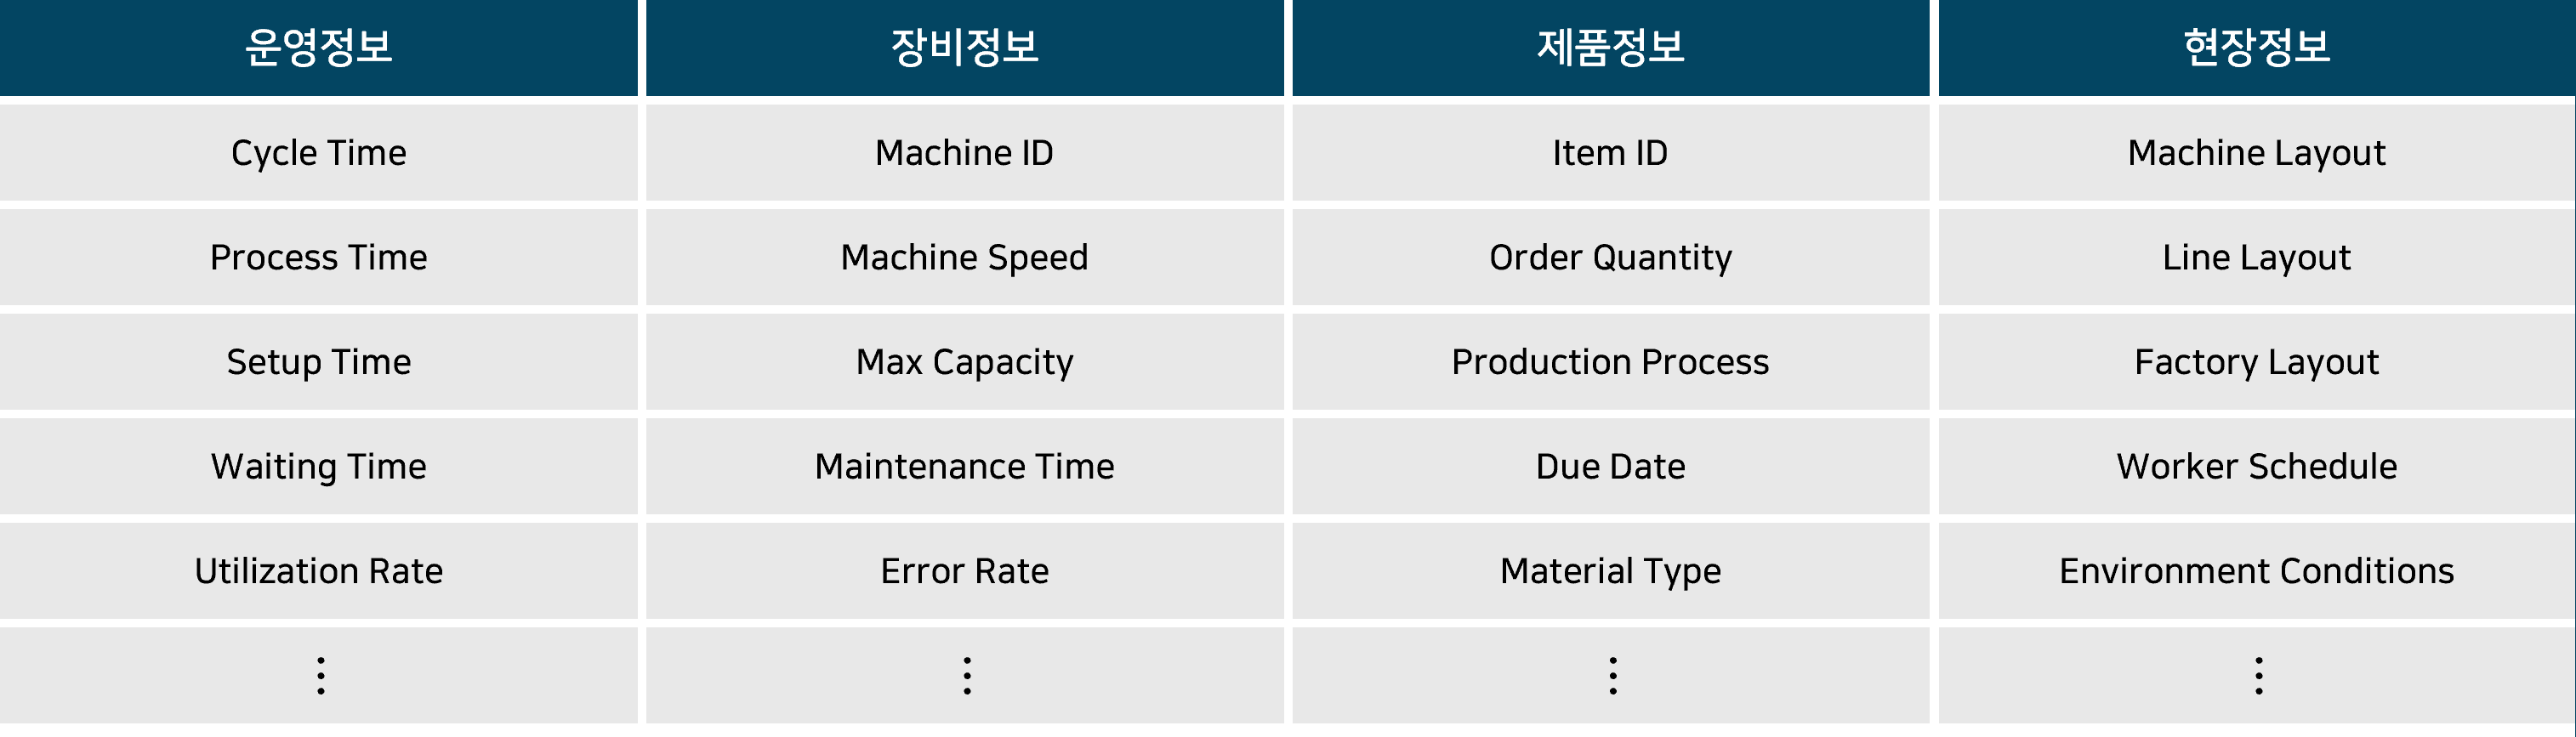 운영정보 장비정보 제품정보 현장정보
Cycle Time Machine ID Item ID Machine Layout
Process Time Machine Speed Order Quantity Line Layout
Setup Time Max Capacity Production Process Factory Layout
Waiting Time Maintenance Time Due Date Worker Schedule
Utilization Rate Error Rate Material Type Environment Conditions
⋮ ⋮ ⋮ ⋮